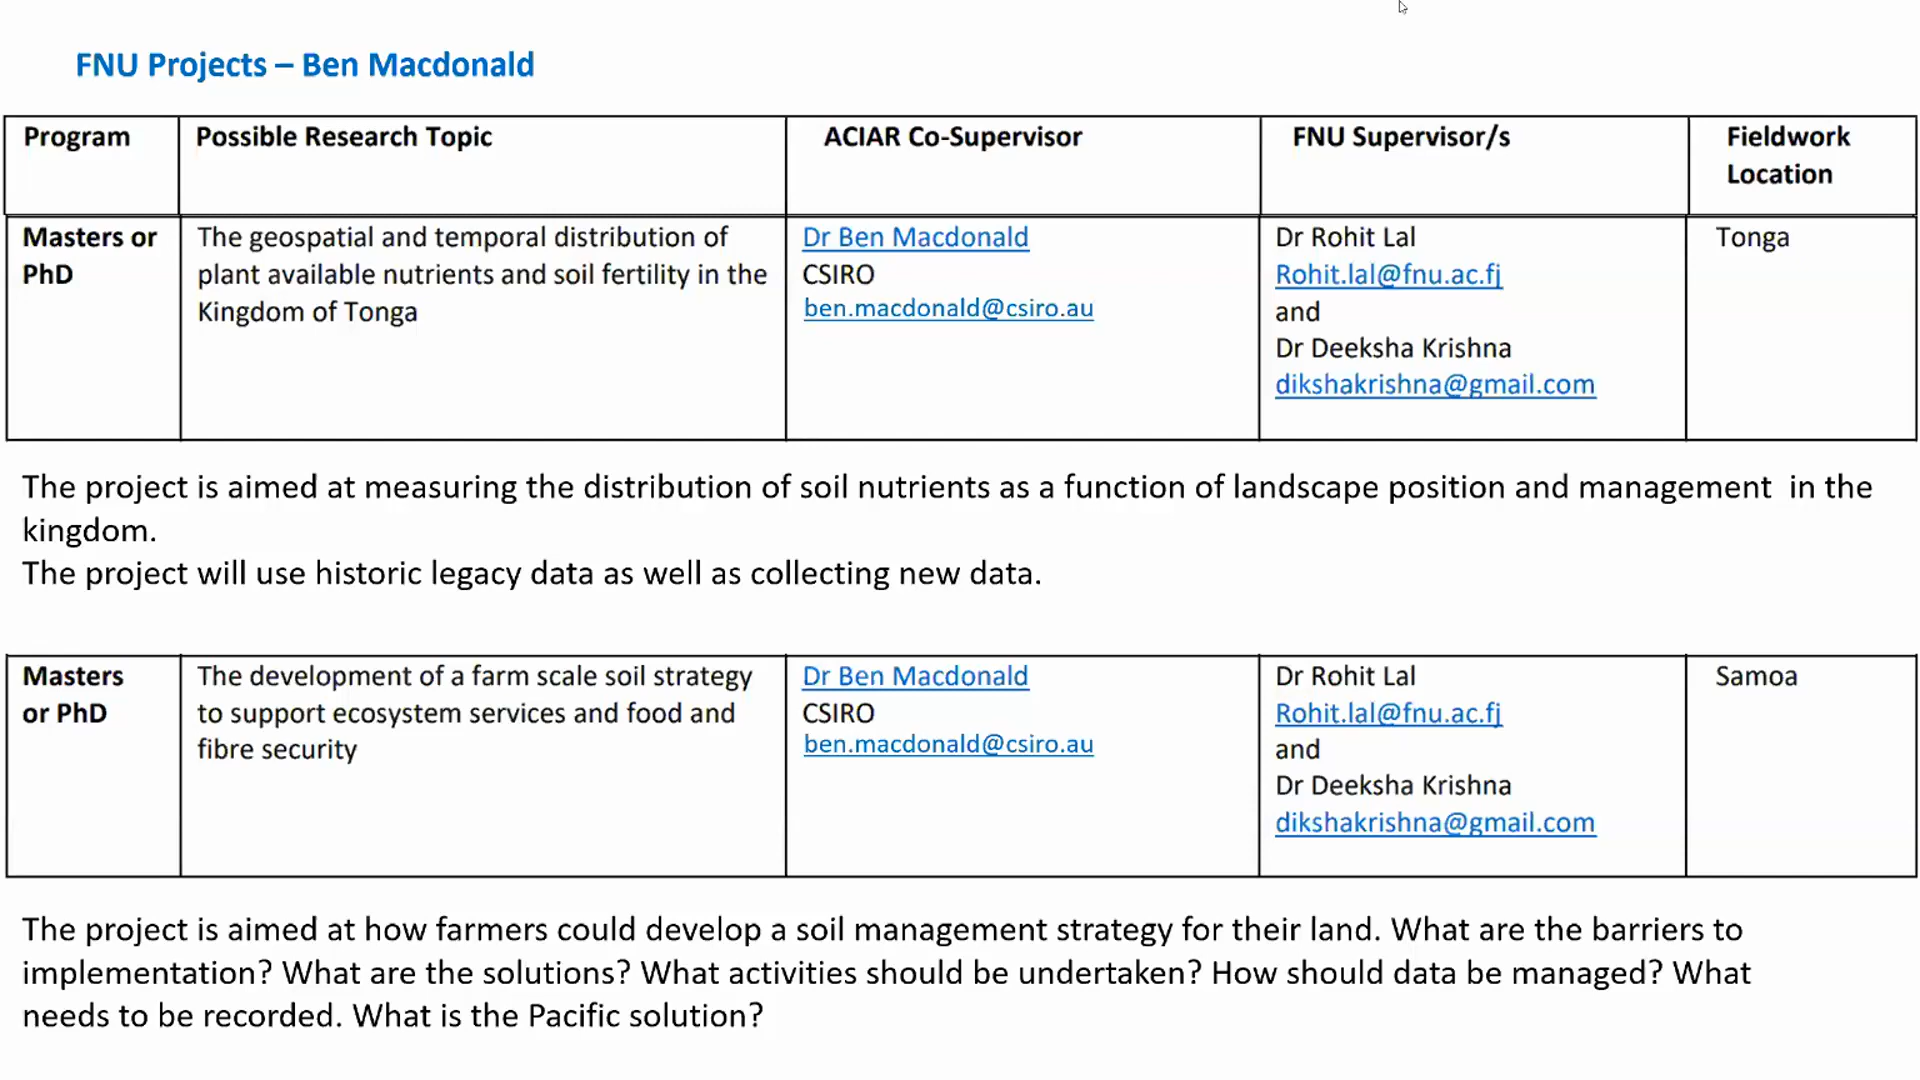 FNU Projects – Ben Macdonald
Program
Possible Research Topic
ACIAR Co-Supervisor
FNU Supervisor/s
Fieldwork
Location
Masters or
PhD
The geospatial and temporal distribution of
plant available nutrients and soil fertility in the
Kingdom of Tonga
Dr Ben Macdonald
CSIRO
ben.macdonald@csiro.au
Dr Rohit Lal
Rohit.lal@fnu.ac.fj
and
Dr Deeksha Krishna
dikshakrishna@gmail.com
Tonga
The project is aimed at measuring the distribution of soil nutrients as a function of landscape position and management in the
kingdom.
The project will use historic legacy data as well as collecting new data.
Masters
or PhD
The development of a farm scale soil strategy
to support ecosystem services and food and
fibre security
Dr Ben Macdonald
CSIRO
ben.macdonald@csiro.au
Dr Rohit Lal
Rohit.lal@fnu.ac.fj
and
Dr Deeksha Krishna
dikshakrishna@gmail.com
Samoa
The project is aimed at how farmers could develop a soil management strategy for their land. What are the barriers to
implementation? What are the solutions? What activities should be undertaken? How should data be managed? What
needs to be recorded. What is the Pacific solution?